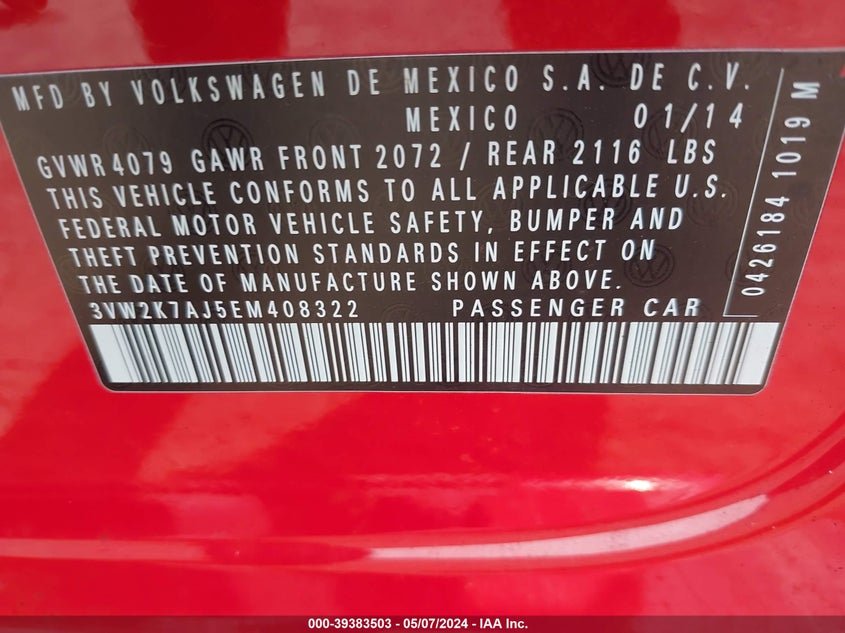 MFD BY VOLKSWAGEN DE MEXICO S.A. DE C.V.
MEXICO 01/14
GVWR 4079 GAWR FRONT 2072 / REAR 2116 LBS
THIS VEHICLE CONFORMS TO ALL APPLICABLE U.S.
FEDERAL MOTOR VEHICLE SAFETY, BUMPER AND
THEFT PREVENTION STANDARDS IN EFFECT ON
THE DATE OF MANUFACTURE SHOWN ABOVE.
3VW2K7AJ5EM408322 PASSENGER CAR
0426184 1019 M
000-39383503 - 05/07/2024 - IAA Inc.